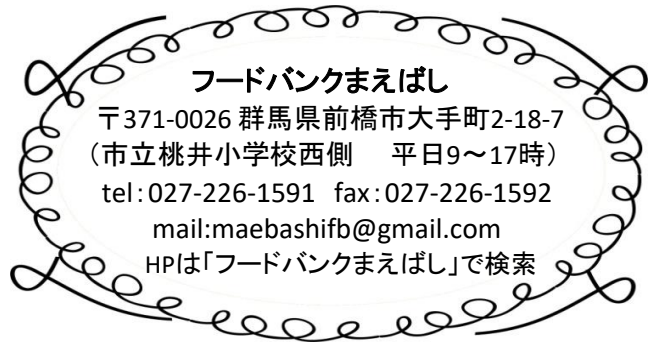 フードバンクまえばし
〒371-0026 群馬県前橋市大手町2-18-7
（市立桃井小学校西側　平日9～17時）
tel：027-226-1591 fax：027-226-1592
mail:maebashifb@gmail.com
HPは「フードバンクまえばし」で検索